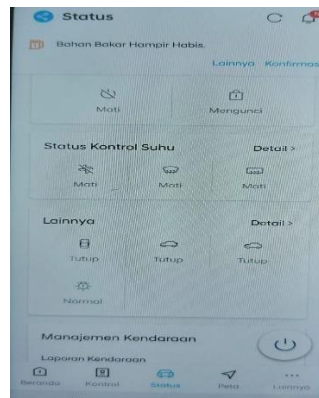 Status
Bahan Bakar Hampir Habis.
Lainnya Konfirmasi
Mati Mengunci
Status Kontrol Suhu Detail >
Mati Mati Mati
Lainnya Detail >
Tutup Tutup Tutup
Normal
Manajemen Kendaraan
Laporan Kendaraan
Beranda Kontrol Status Peta Lainnya